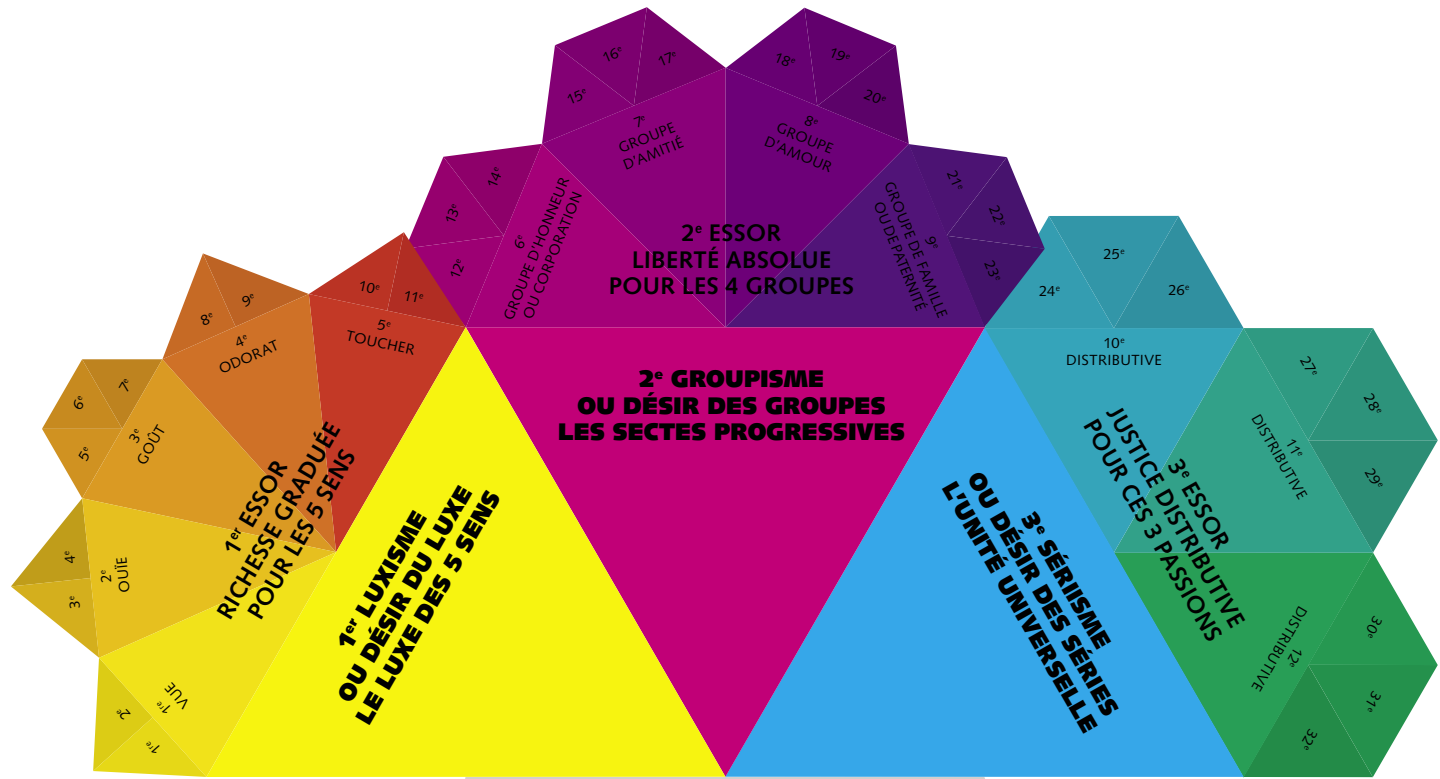 16e
17e
15e
18e
19e
20e
7e
GROUPE
D'AMITIÉ
8e
GROUPE
D'AMOUR
14e
13e
12e
6e
GROUPE D'HONNEUR
OU CORPORATION
21e
22e
23e
9e
GROUPE DE FAMILLE
OU DE PATERNITÉ
2e ESSOR
LIBERTÉ ABSOLUE
POUR LES 4 GROUPES
24e
25e
26e
10e
DISTRIBUTIVE
10e
11e
5e
TOUCHER
8e
9e
4e
ODORAT
6e
7e
5e
3e
GOÛT
4e
3e
2e
OUÏE
2e
1re
1re
VUE
1er ESSOR
RICHESSE GRADUÉE
POUR LES 5 SENS
1er LUXISME
OU DÉSIR DU LUXE
LE LUXE DES 5 SENS
2e GROUPISME
OU DÉSIR DES GROUPES
LES SECTES PROGRESSIVES
3e SÉRIISME
OU DÉSIR DES SÉRIES
L'UNITÉ UNIVERSELLE
3e ESSOR
JUSTICE DISTRIBUTIVE
POUR CES 3 PASSIONS
27e
28e
29e
11e
DISTRIBUTIVE
30e
31e
32e
12e
DISTRIBUTIVE